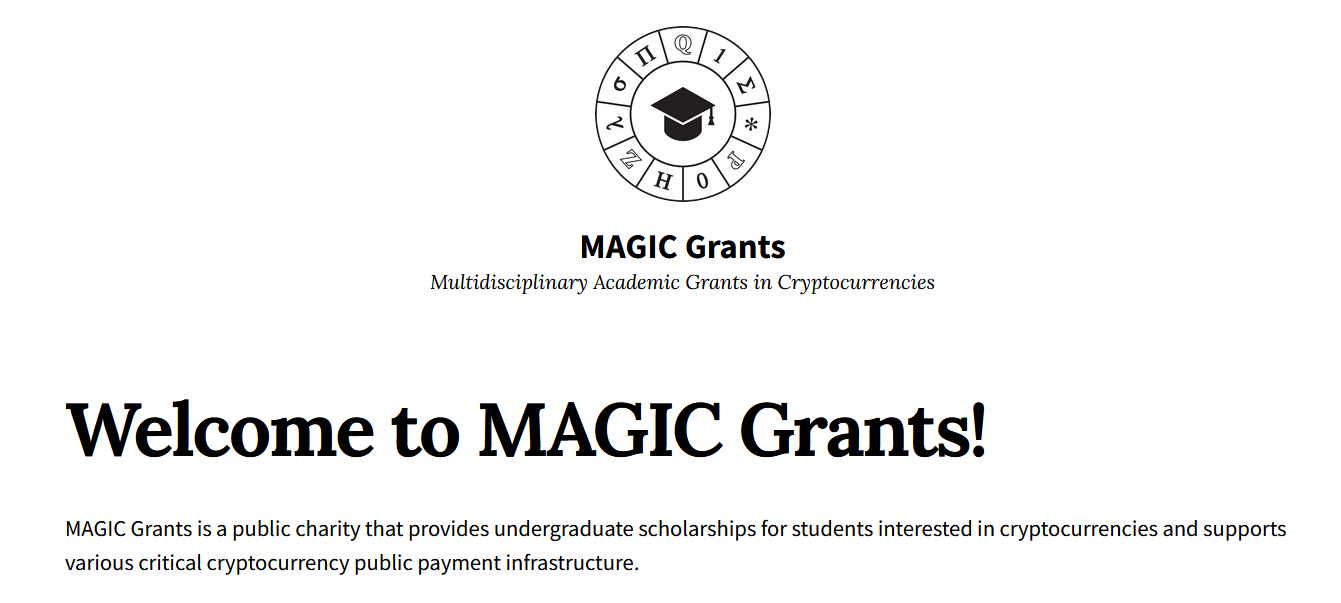 ℚ 1 Σ * ℙ 0 H ℤ λ σ Π
MAGIC Grants
Multidisciplinary Academic Grants in Cryptocurrencies
Welcome to MAGIC Grants!
MAGIC Grants is a public charity that provides undergraduate scholarships for students interested in cryptocurrencies and supports
various critical cryptocurrency public payment infrastructure.